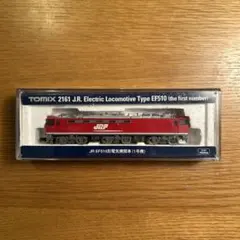 TOMIX 2161 J.R. Electric Locomotive Type EF510 (the first number)
JRF
JR EF510形電気機関車(1号機)